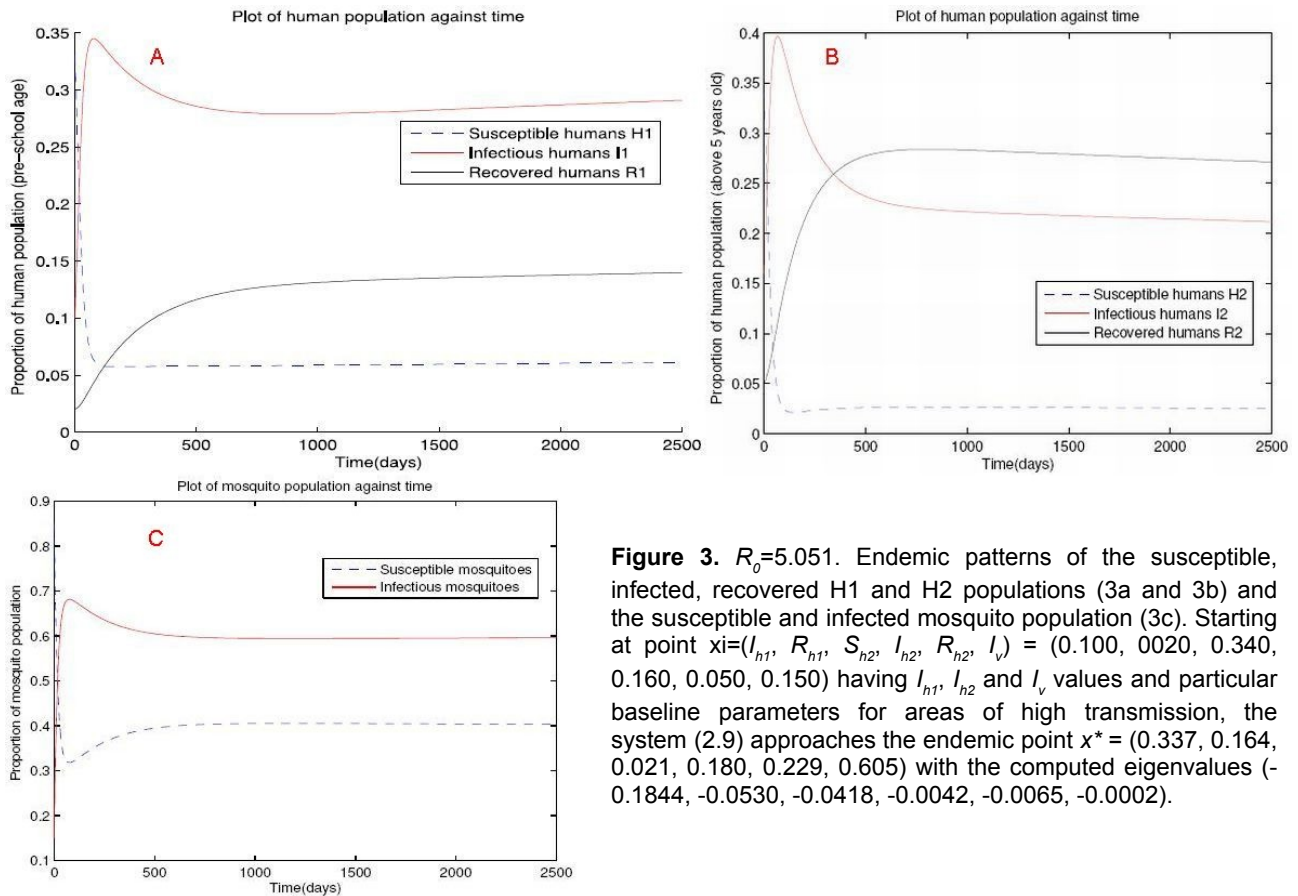 Plot of human population against time
A
0.35
0.3
0.25
0.2
0.15
0.1
0.05
0
Proportion of human population (pre−school age)
Susceptible humans H1
Infectious humans I1
Recovered humans R1
0 500 1000 1500 2000 2500
Time(days)
Plot of human population against time
B
0.4
0.35
0.3
0.25
0.2
0.15
0.1
0.05
0
Proportion of human population (above 5 years old)
Susceptible humans H2
Infectious humans I2
Recovered humans R2
0 500 1000 1500 2000 2500
Time(days)
Plot of mosquito population against time
C
0.9
0.8
0.7
0.6
0.5
0.4
0.3
0.2
0.1
Proportion of mosquito population
Susceptible mosquitoes
Infectious mosquitoes
0 500 1000 1500 2000 2500
Time(days)
Figure 3. R0=5.051. Endemic patterns of the susceptible,
infected, recovered H1 and H2 populations (3a and 3b) and
the susceptible and infected mosquito population (3c). Starting
at point xi=(Ih1, Rh1, Sh2, Ih2, Rh2, Iv) = (0.100, 0020, 0.340,
0.160, 0.050, 0.150) having Ih1, Ih2 and Iv values and particular
baseline parameters for areas of high transmission, the
system (2.9) approaches the endemic point x* = (0.337, 0.164,
0.021, 0.180, 0.229, 0.605) with the computed eigenvalues (-
0.1844, -0.0530, -0.0418, -0.0042, -0.0065, -0.0002).